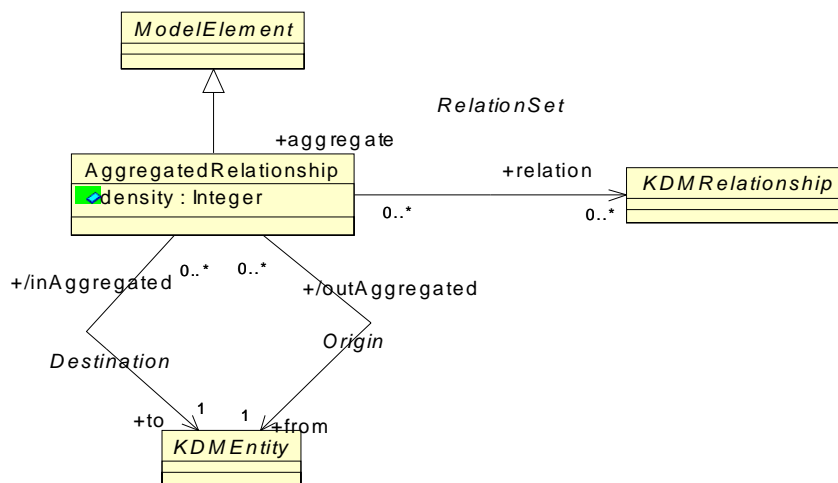 ModelElement
RelationSet
+aggregate
AggregatedRelationship
+relation
KDMRelationship
density : Integer
0..*
0..*
0..*
0..*
+/inAggregated
+/outAggregated
Destination
Origin
1
1
+to
+from
KDMEntity